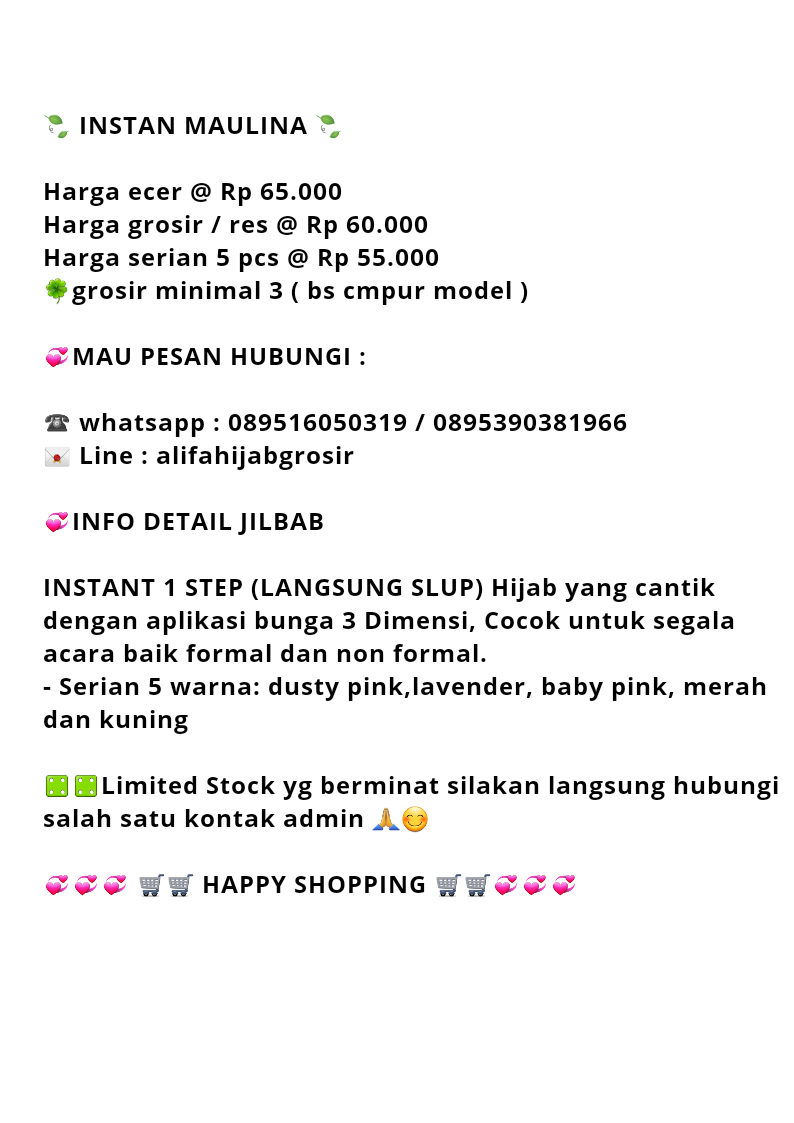 🍃 INSTAN MAULINA 🍃
Harga ecer @ Rp 65.000
Harga grosir / res @ Rp 60.000
Harga serian 5 pcs @ Rp 55.000
🍀grosir minimal 3 ( bs cmpur model )
💞MAU PESAN HUBUNGI :
☎ whatsapp : 089516050319 / 0895390381966
💌 Line : alifahijabgrosir
💞INFO DETAIL JILBAB
INSTANT 1 STEP (LANGSUNG SLUP) Hijab yang cantik
dengan aplikasi bunga 3 Dimensi, Cocok untuk segala
acara baik formal dan non formal.
- Serian 5 warna: dusty pink,lavender, baby pink, merah
dan kuning
🎲🎲Limited Stock yg berminat silakan langsung hubungi
salah satu kontak admin 🙏😊
💞💞💞 🛒🛒 HAPPY SHOPPING 🛒🛒💞💞💞